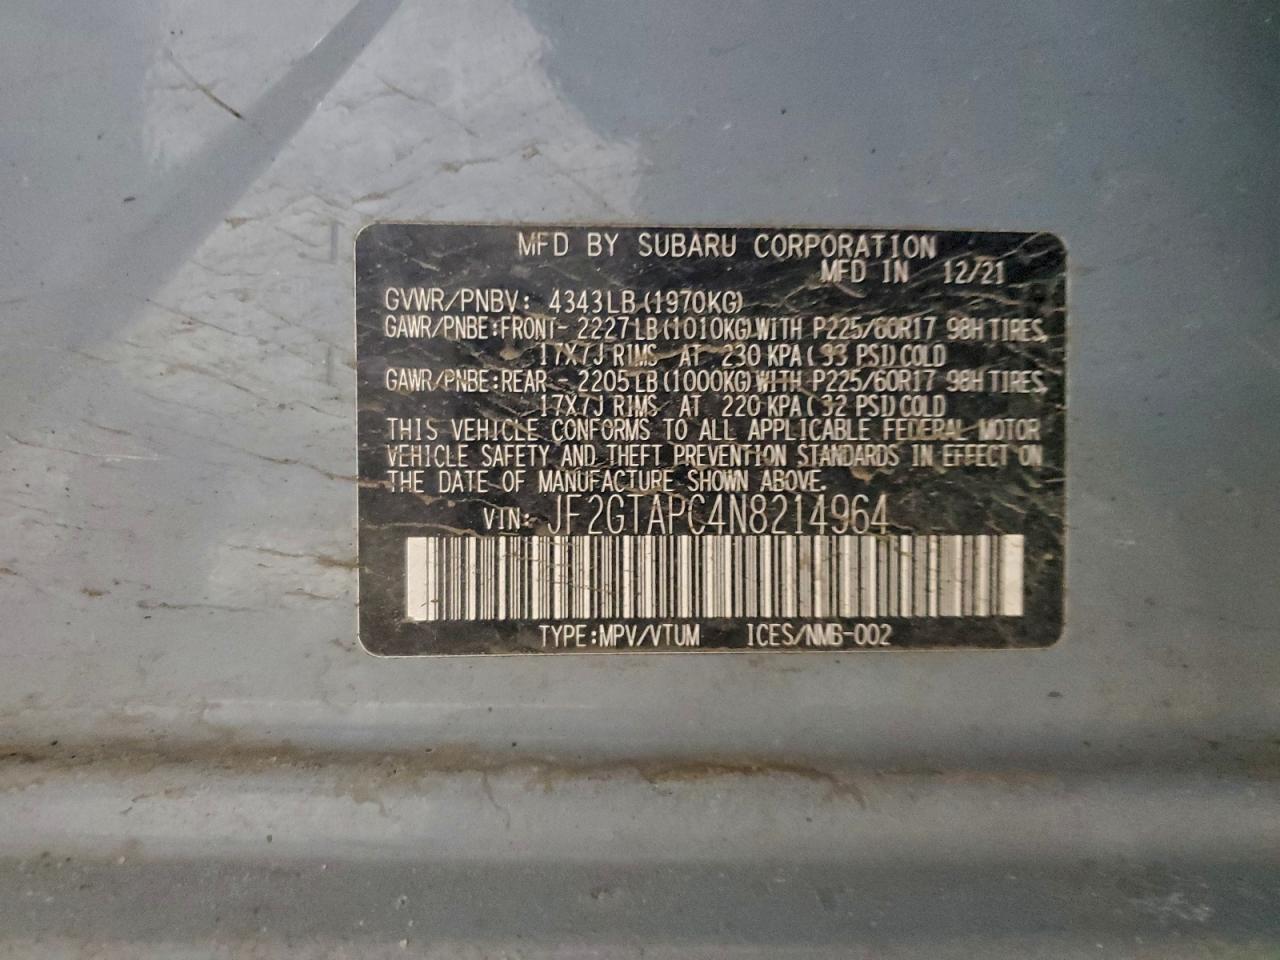 MFD BY SUBARU CORPORATION
MFD IN 12/21
GVWR/PNBV: 4343LB(1970KG)
GAWR/PNBE:FRONT- 2227LB(1010KG)WITH P225/60R17 98H TIRES,
17X7J RIMS AT 230 KPA(33 PSI)COLD
GAWR/PNBE:REAR - 2205LB(1000KG)WITH P225/60R17 98H TIRES,
17X7J RIMS AT 220 KPA(32 PSI)COLD
THIS VEHICLE CONFORMS TO ALL APPLICABLE FEDERAL MOTOR
VEHICLE SAFETY AND THEFT PREVENTION STANDARDS IN EFFECT ON
THE DATE OF MANUFACTURE SHOWN ABOVE.
VIN: JF2GTAPC4N8214964
TYPE:MPV/VTUM ICES/NMB-002